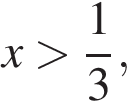 x > 1/3,